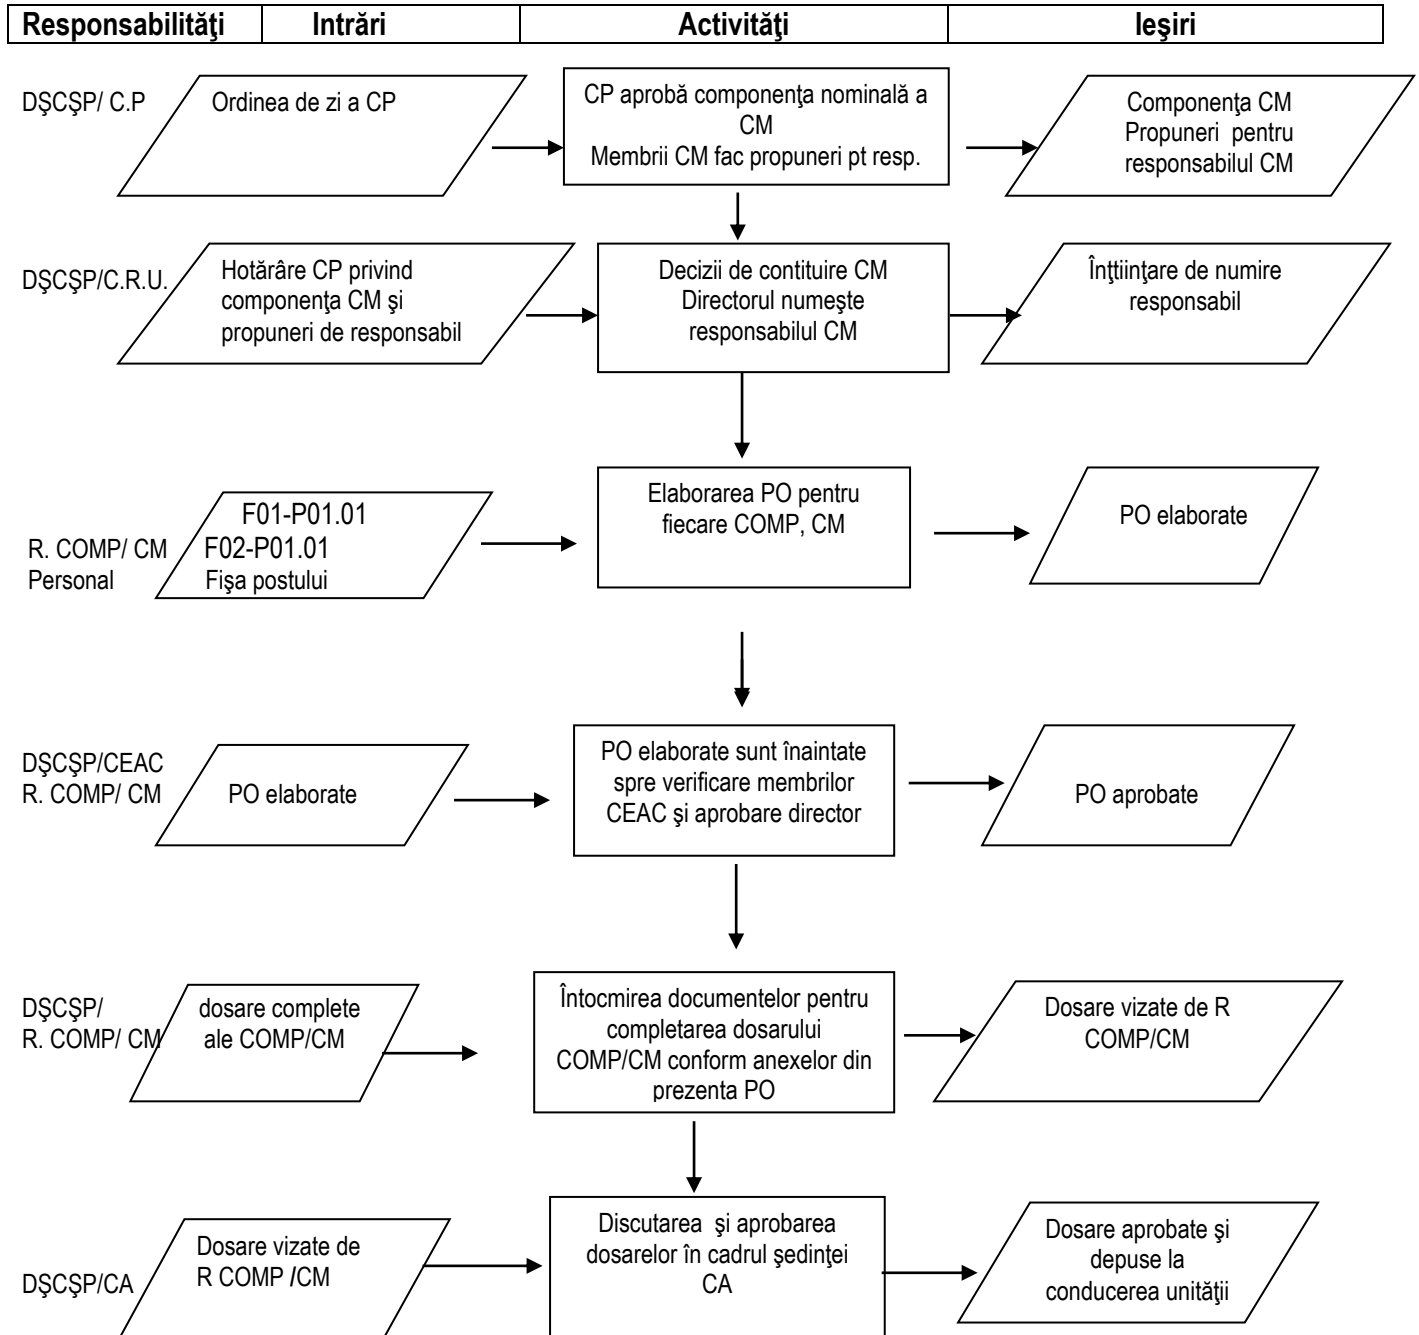 Responsabilităţi Intrări Activităţi Ieşiri
DŞCŞP/ C.P
Ordinea de zi a CP
CP aprobă componenţa nominală a
CM
Membrii CM fac propuneri pt resp.
Componenţa CM
Propuneri pentru
responsabilul CM
DŞCŞP/C.R.U.
Hotărâre CP privind
componenţa CM şi
propuneri de responsabil
Decizii de contituire CM
Directorul numeşte
responsabilul CM
Înţtiinţare de numire
responsabil
R. COMP/ CM
Personal
F01-P01.01
F02-P01.01
Fişa postului
Elaborarea PO pentru
fiecare COMP, CM
PO elaborate
DŞCŞP/CEAC
R. COMP/ CM
PO elaborate
PO elaborate sunt înaintate
spre verificare membrilor
CEAC şi aprobare director
PO aprobate
DŞCŞP/
R. COMP/ CM
dosare complete
ale COMP/CM
Întocmirea documentelor pentru
completarea dosarului
COMP/CM conform anexelor din
prezenta PO
Dosare vizate de R
COMP/CM
DŞCŞP/CA
Dosare vizate de
R COMP /CM
Discutarea şi aprobarea
dosarelor în cadrul şedinţei
CA
Dosare aprobate şi
depuse la
conducerea unităţii